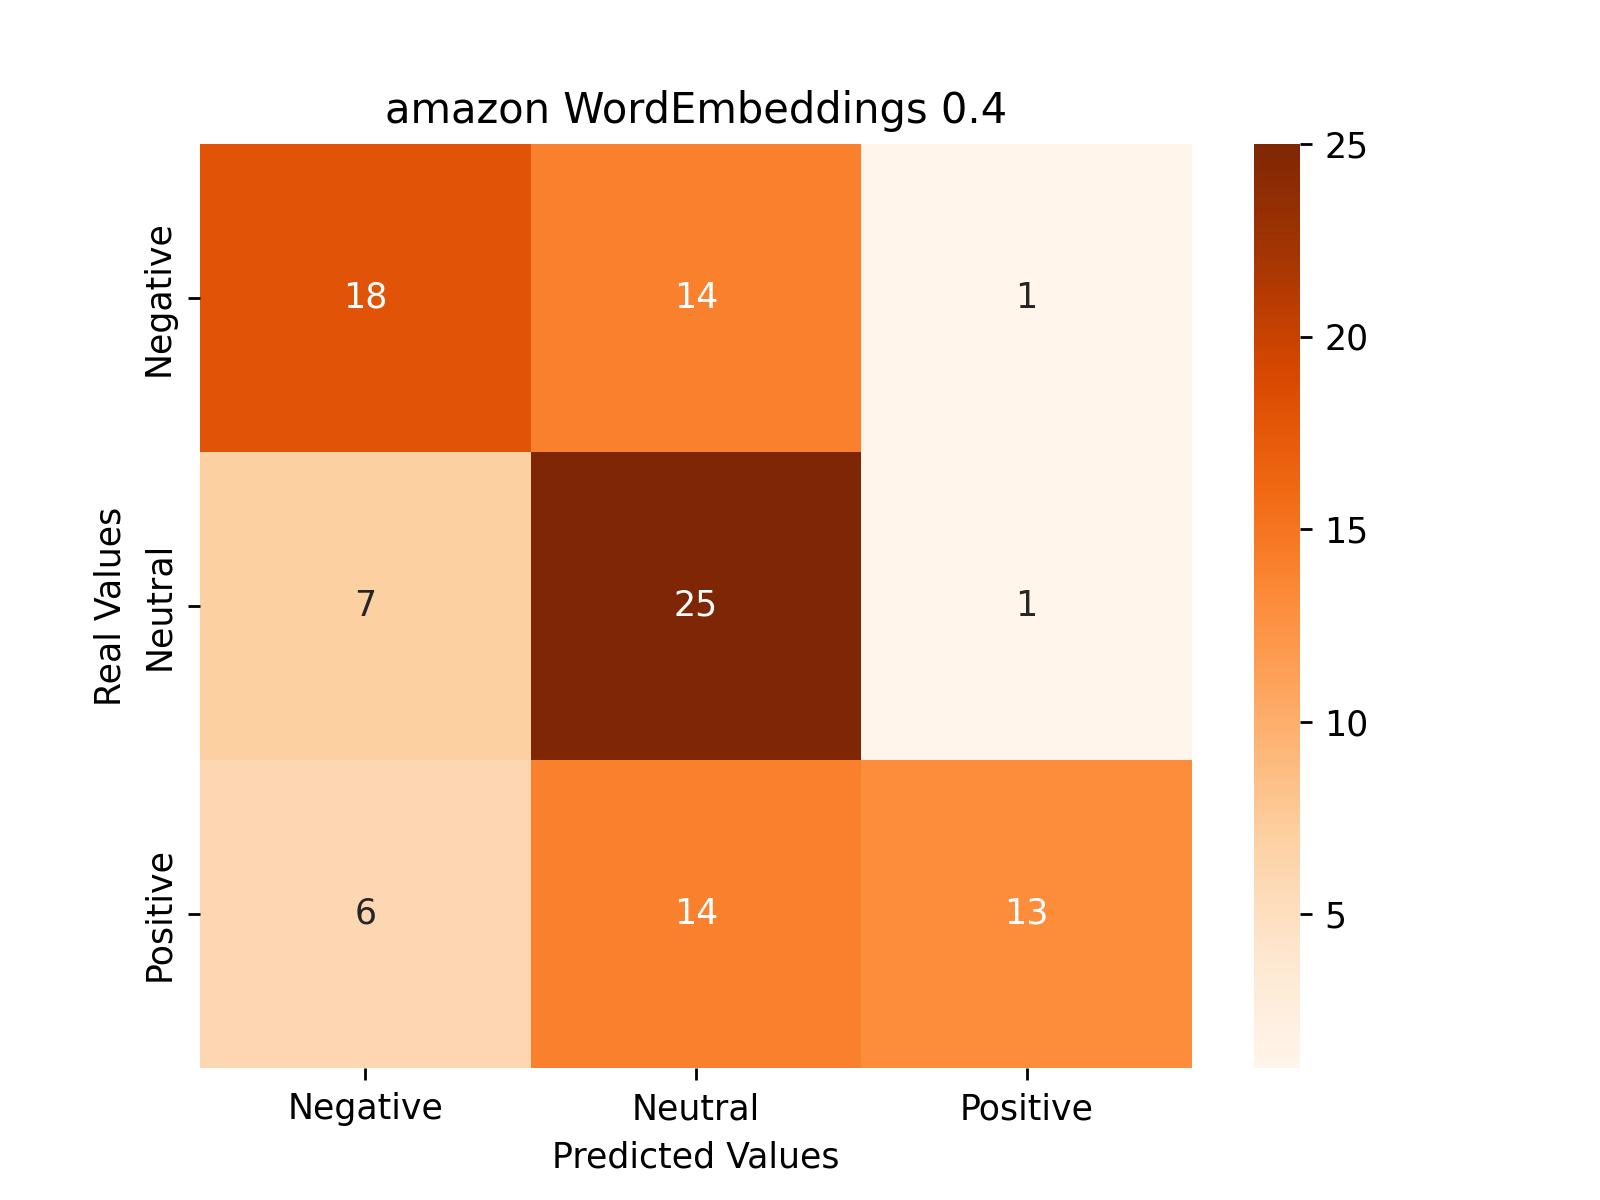 amazon WordEmbeddings 0.4
Real Values
Negative
18 14 1
Neutral
7 25 1
Positive
6 14 13
Negative Neutral Positive
Predicted Values
25
20
15
10
5